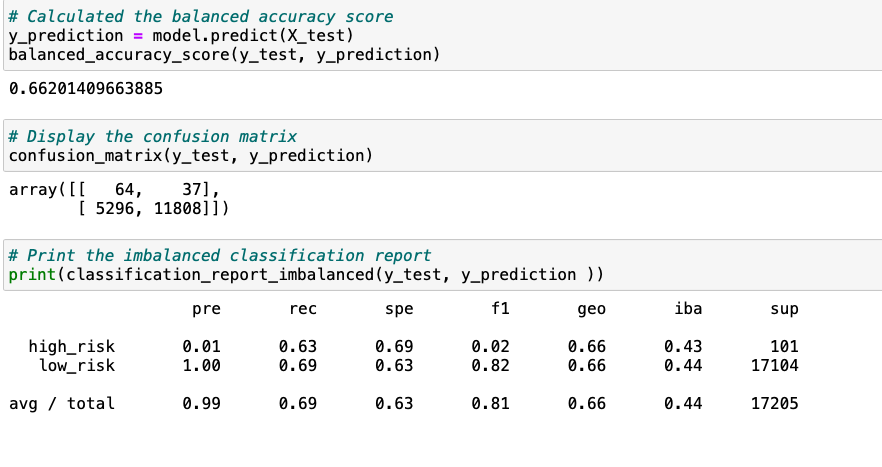 # Calculated the balanced accuracy score
y_prediction = model.predict(X_test)
balanced_accuracy_score(y_test, y_prediction)
0.66201409663885
# Display the confusion matrix
confusion_matrix(y_test, y_prediction)
array([[   64,    37],
       [ 5296, 11808]])
# Print the imbalanced classification report
print(classification_report_imbalanced(y_test, y_prediction ))
                   pre       rec       spe        f1       geo       iba       sup
  high_risk       0.01      0.63      0.69      0.02      0.66      0.43       101
   low_risk       1.00      0.69      0.63      0.82      0.66      0.44     17104
avg / total       0.99      0.69      0.63      0.81      0.66      0.44     17205